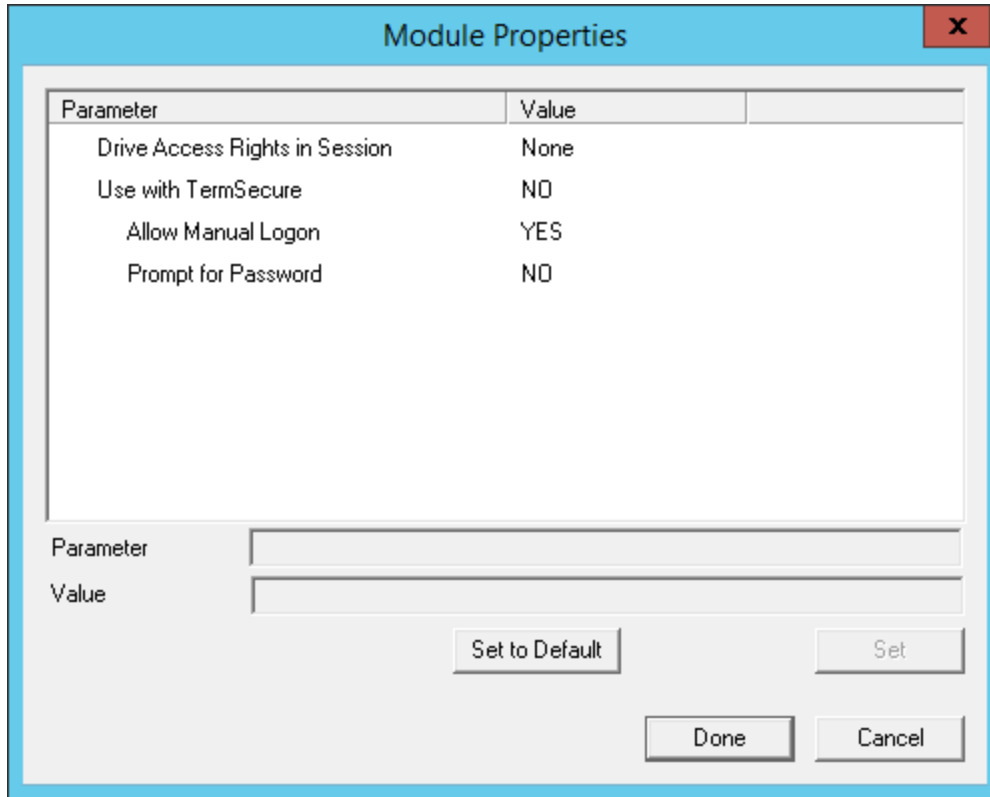 Module Properties
x
Parameter Value
Drive Access Rights in Session None
Use with TermSecure NO
Allow Manual Logon YES
Prompt for Password NO
Parameter
Value
Set to Default Set
Done Cancel